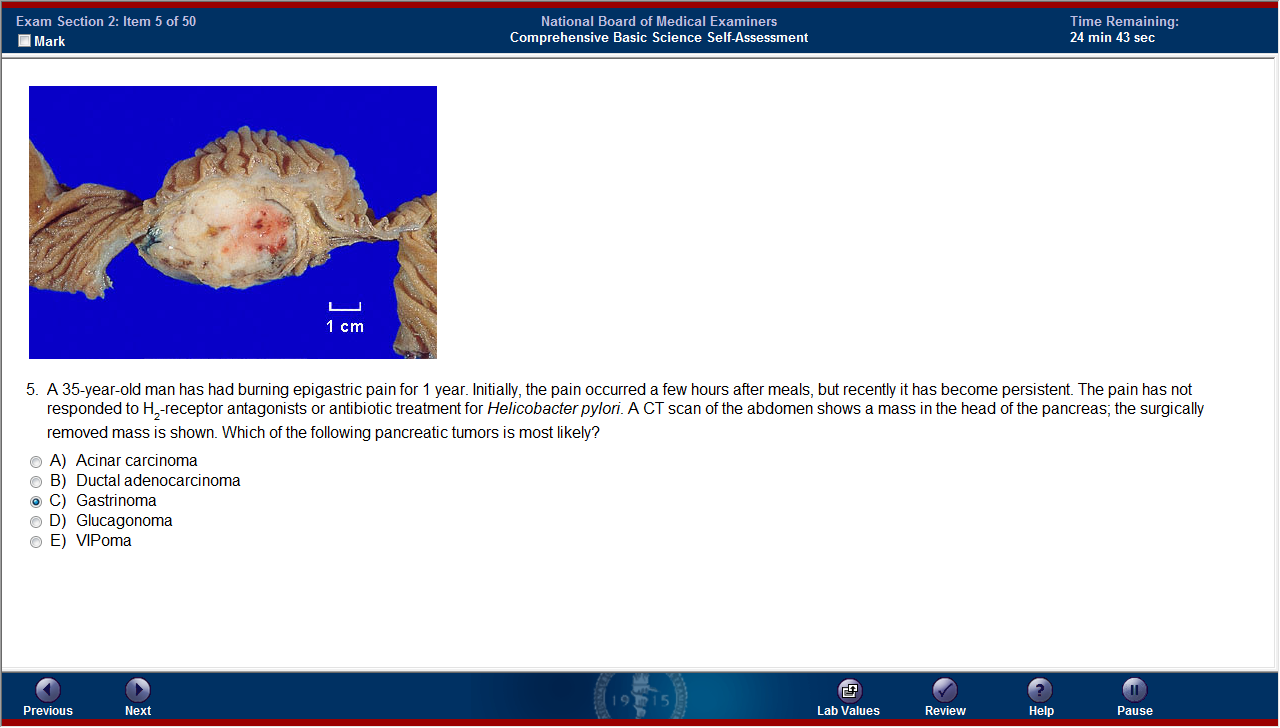 Exam Section 2: Item 5 of 50
National Board of Medical Examiners
Time Remaining:
Mark
Comprehensive Basic Science Self-Assessment
24 min 43 sec
1 cm
5. A 35-year-old man has had burning epigastric pain for 1 year. Initially, the pain occurred a few hours after meals, but recently it has become persistent. The pain has not
responded to H2-receptor antagonists or antibiotic treatment for Helicobacter pylori. A CT scan of the abdomen shows a mass in the head of the pancreas; the surgically
removed mass is shown. Which of the following pancreatic tumors is most likely?
A) Acinar carcinoma
B) Ductal adenocarcinoma
C) Gastrinoma
D) Glucagonoma
E) VIPoma
1915
Previous
Next
Lab Values
Review
Help
Pause